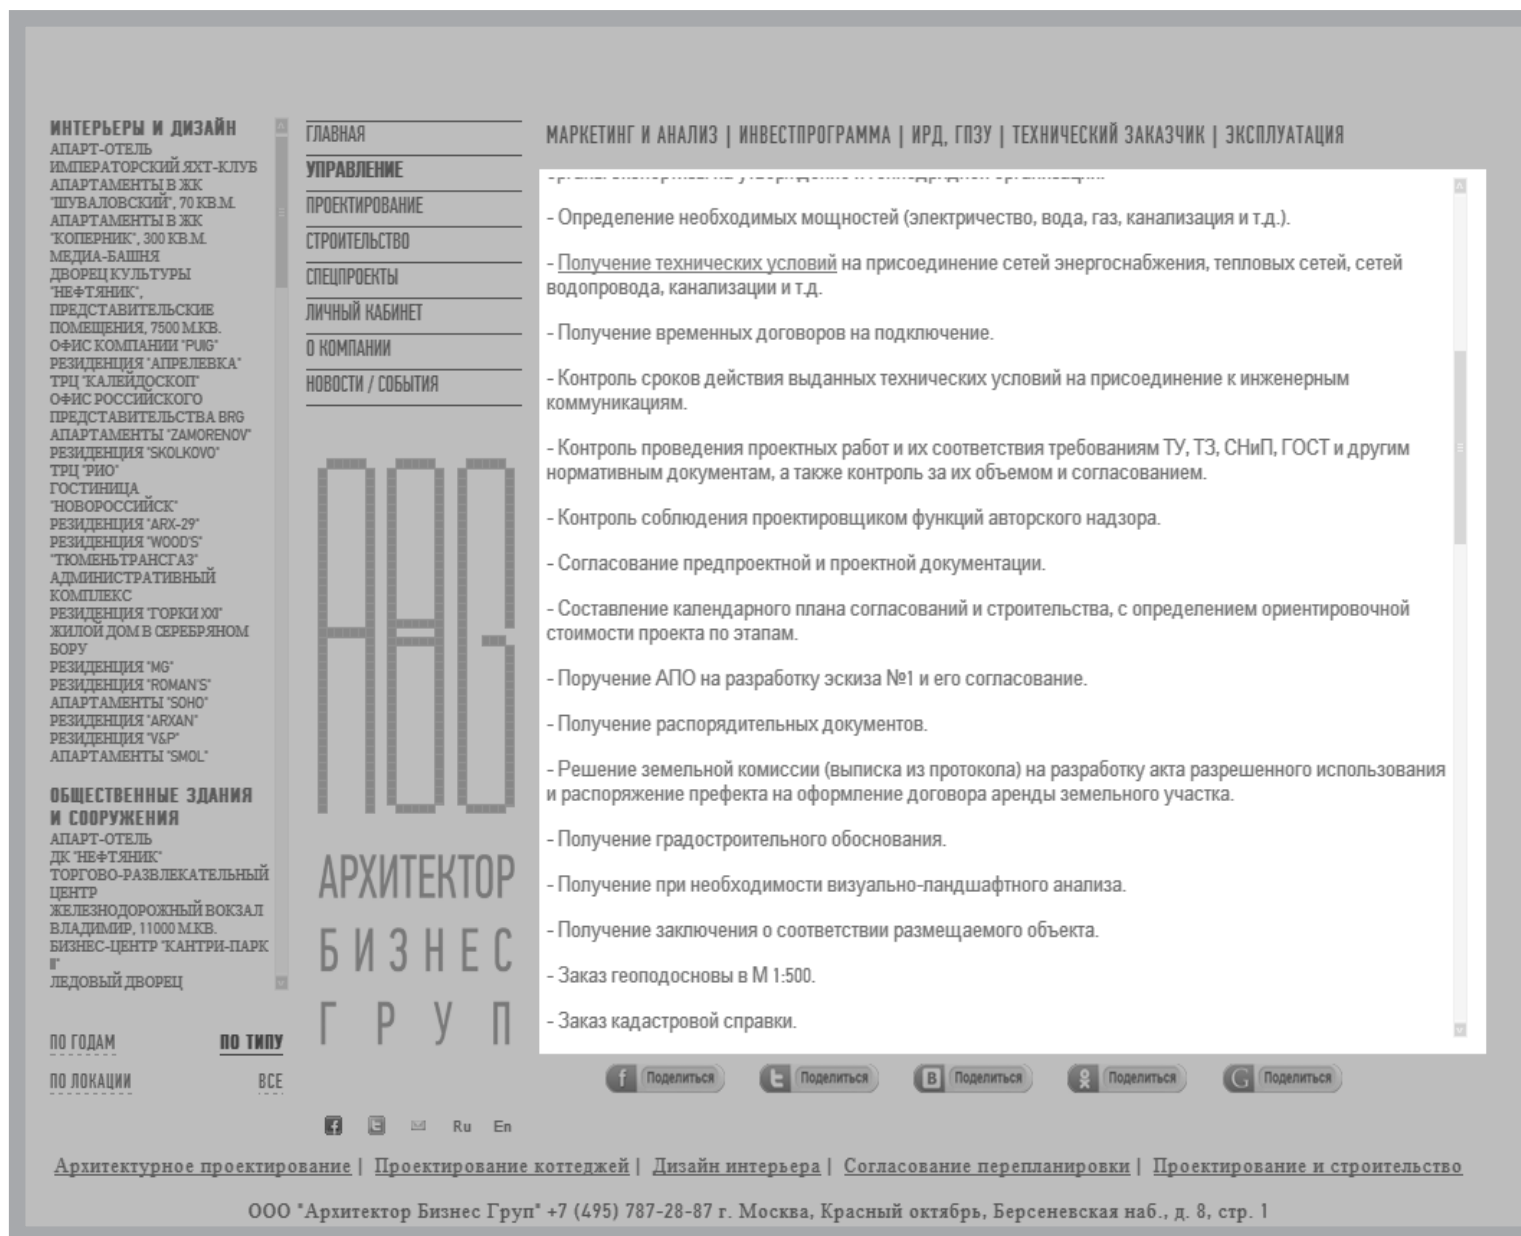 ИНТЕРЬЕРЫ И ДИЗАЙН
АПАРТ-ОТЕЛЬ
ИМПЕРАТОРСКИЙ ЯХТ-КЛУБ
АПАРТАМЕНТЫ В ЖК
"ШУВАЛОВСКИЙ", 70 КВ.М.
АПАРТАМЕНТЫ В ЖК
"КОПЕРНИК", 300 КВ.М.
МЕДИА-БАШНЯ
ДВОРЕЦ КУЛЬТУРЫ
"НЕФТЯНИК",
ПРЕДСТАВИТЕЛЬСКИЕ
ПОМЕЩЕНИЯ, 7500 М.КВ.
ОФИС КОМПАНИИ "PUIG"
РЕЗИДЕНЦИЯ "АПРЕЛЕВКА"
ТРЦ "КАЛЕЙДОСКОП"
ОФИС РОССИЙСКОГО
ПРЕДСТАВИТЕЛЬСТВА BRG
АПАРТАМЕНТЫ "ZAMORENOV"
РЕЗИДЕНЦИЯ "SKOLKOVO"
ТРЦ "РИО"
ГОСТИНИЦА
"НОВОРОССИЙСК"
РЕЗИДЕНЦИЯ "ARX-29"
РЕЗИДЕНЦИЯ "WOOD'S"
"ТЮМЕНЬТРАНСГАЗ"
АДМИНИСТРАТИВНЫЙ
КОМПЛЕКС
РЕЗИДЕНЦИЯ "ГОРКИ XXI"
ЖИЛОЙ ДОМ В СЕРЕБРЯНОМ
БОРУ
РЕЗИДЕНЦИЯ "MG"
РЕЗИДЕНЦИЯ "ROMAN'S"
АПАРТАМЕНТЫ "SOHO"
РЕЗИДЕНЦИЯ "ARXAN"
РЕЗИДЕНЦИЯ "V&P"
АПАРТАМЕНТЫ "SMOL"
ОБЩЕСТВЕННЫЕ ЗДАНИЯ
И СООРУЖЕНИЯ
АПАРТ-ОТЕЛЬ
ДК "НЕФТЯНИК"
ТОРГОВО-РАЗВЛЕКАТЕЛЬНЫЙ
ЦЕНТР
ЖЕЛЕЗНОДОРОЖНЫЙ ВОКЗАЛ
ВЛАДИМИР, 11000 М.КВ.
БИЗНЕС-ЦЕНТР "КАНТРИ-ПАРК
II"
ЛЕДОВЫЙ ДВОРЕЦ
ПО ГОДАМ
ПО ТИПУ
ПО ЛОКАЦИИ
ВСЕ
ГЛАВНАЯ
УПРАВЛЕНИЕ
ПРОЕКТИРОВАНИЕ
СТРОИТЕЛЬСТВО
СПЕЦПРОЕКТЫ
ЛИЧНЫЙ КАБИНЕТ
О КОМПАНИИ
НОВОСТИ / СОБЫТИЯ
АБG
АРХИТЕКТОР
БИЗНЕС
ГРУП
Ru En
МАРКЕТИНГ И АНАЛИЗ | ИНВЕСТПРОГРАММА | ИРД, ГПЗУ | ТЕХНИЧЕСКИЙ ЗАКАЗЧИК | ЭКСПЛУАТАЦИЯ
- Определение необходимых мощностей (электричество, вода, газ, канализация и т.д.).
- Получение технических условий на присоединение сетей энергоснабжения, тепловых сетей, сетей
водопровода, канализации и т.д.
- Получение временных договоров на подключение.
- Контроль сроков действия выданных технических условий на присоединение к инженерным
коммуникациям.
- Контроль проведения проектных работ и их соответствия требованиям ТУ, ТЗ, СНиП, ГОСТ и другим
нормативным документам, а также контроль за их объемом и согласованием.
- Контроль соблюдения проектировщиком функций авторского надзора.
- Согласование предпроектной и проектной документации.
- Составление календарного плана согласований и строительства, с определением ориентировочной
стоимости проекта по этапам.
- Поручение АПО на разработку эскиза №1 и его согласование.
- Получение распорядительных документов.
- Решение земельной комиссии (выписка из протокола) на разработку акта разрешенного использования
и распоряжение префекта на оформление договора аренды земельного участка.
- Получение градостроительного обоснования.
- Получение при необходимости визуально-ландшафтного анализа.
- Получение заключения о соответствии размещаемого объекта.
- Заказ геоподосновы в М 1:500.
- Заказ кадастровой справки.
Поделиться Поделиться Поделиться Поделиться Поделиться
Архитектурное проектирование | Проектирование коттеджей | Дизайн интерьера | Согласование перепланировки | Проектирование и строительство
ООО "Архитектор Бизнес Груп" +7 (495) 787-28-87 г. Москва, Красный октябрь, Берсеневская наб., д. 8, стр. 1